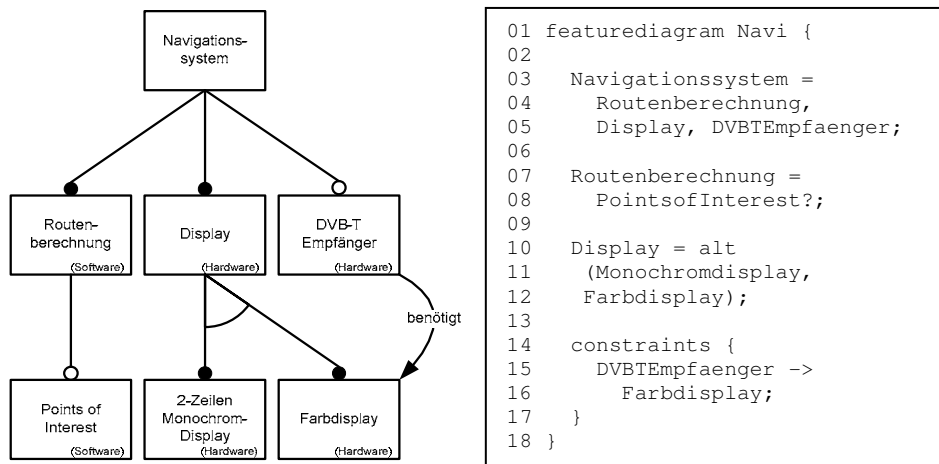 Navigations-
system
Routen-
berechnung
(Software)
Display
(Hardware)
DVB-T
Empfänger
(Hardware)
benötigt
Points of
Interest
(Software)
2-Zeilen
Monochrom-
Display
(Hardware)
Farbdisplay
(Hardware)
01 featurediagram Navi {
02
03   Navigationssystem =
04     Routenberechnung,
05     Display, DVBTEmpfaenger;
06
07   Routenberechnung =
08     PointsofInterest?;
09
10   Display = alt
11    (Monochromdisplay,
12    Farbdisplay);
13
14   constraints {
15     DVBTEmpfaenger ->
16       Farbdisplay;
17   }
18 }